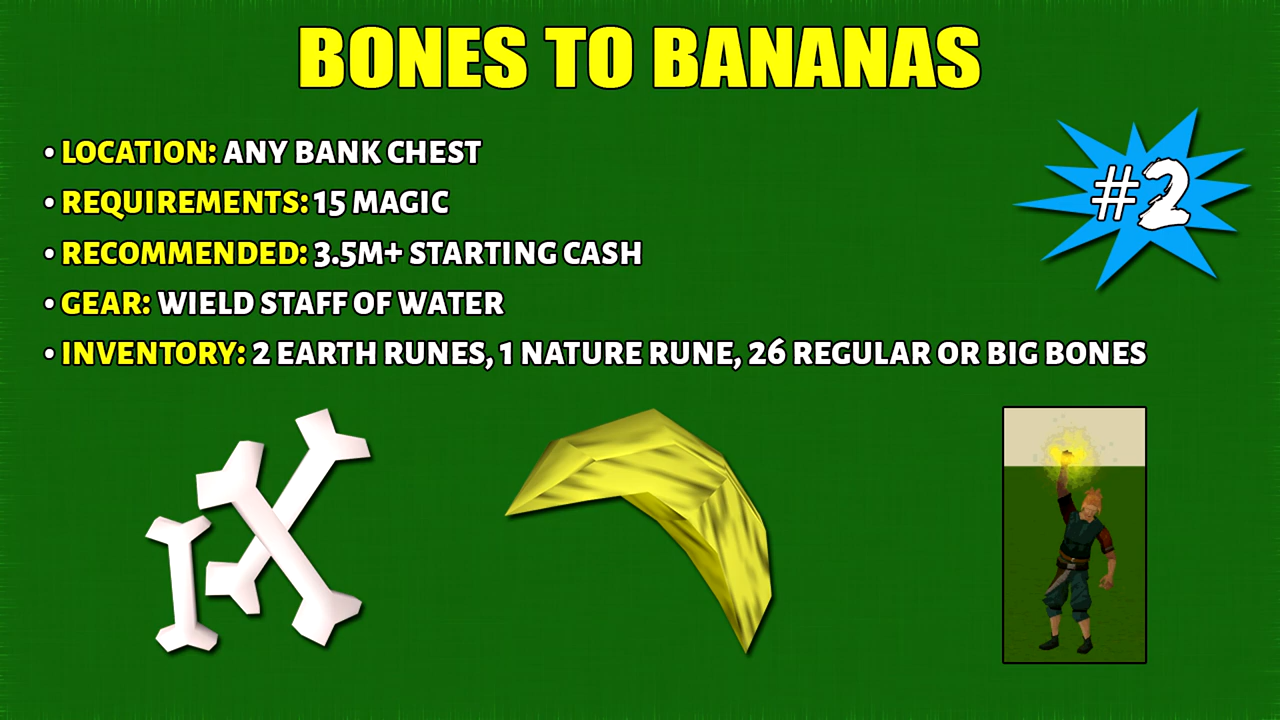 BONES TO BANANAS
• LOCATION: ANY BANK CHEST
#2
• REQUIREMENTS: 15 MAGIC
• RECOMMENDED: 3.5M+ STARTING CASH
• GEAR: WIELD STAFF OF WATER
• INVENTORY: 2 EARTH RUNES, 1 NATURE RUNE, 26 REGULAR OR BIG BONES